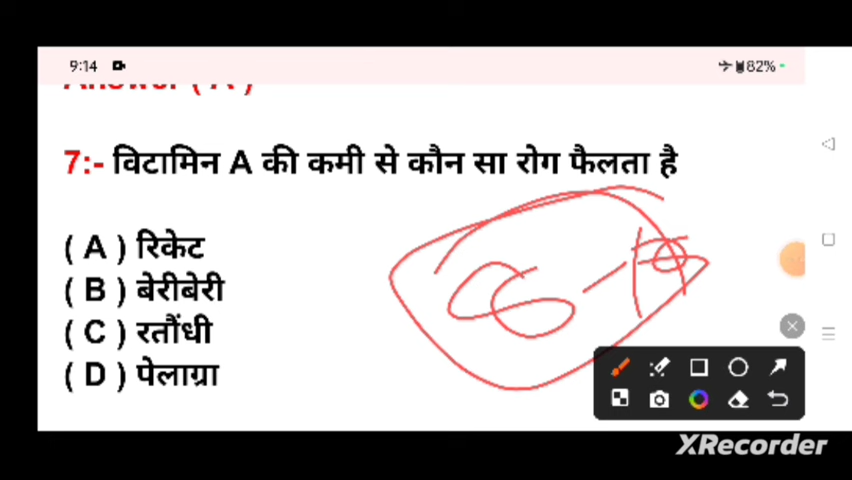 9:14
82%
7:- विटामिन A की कमी से कौन सा रोग फैलता है
( A ) रिकेट
( B ) बेरीबेरी
( C ) रतौंधी
( D ) पेलाग्रा
XRecorder